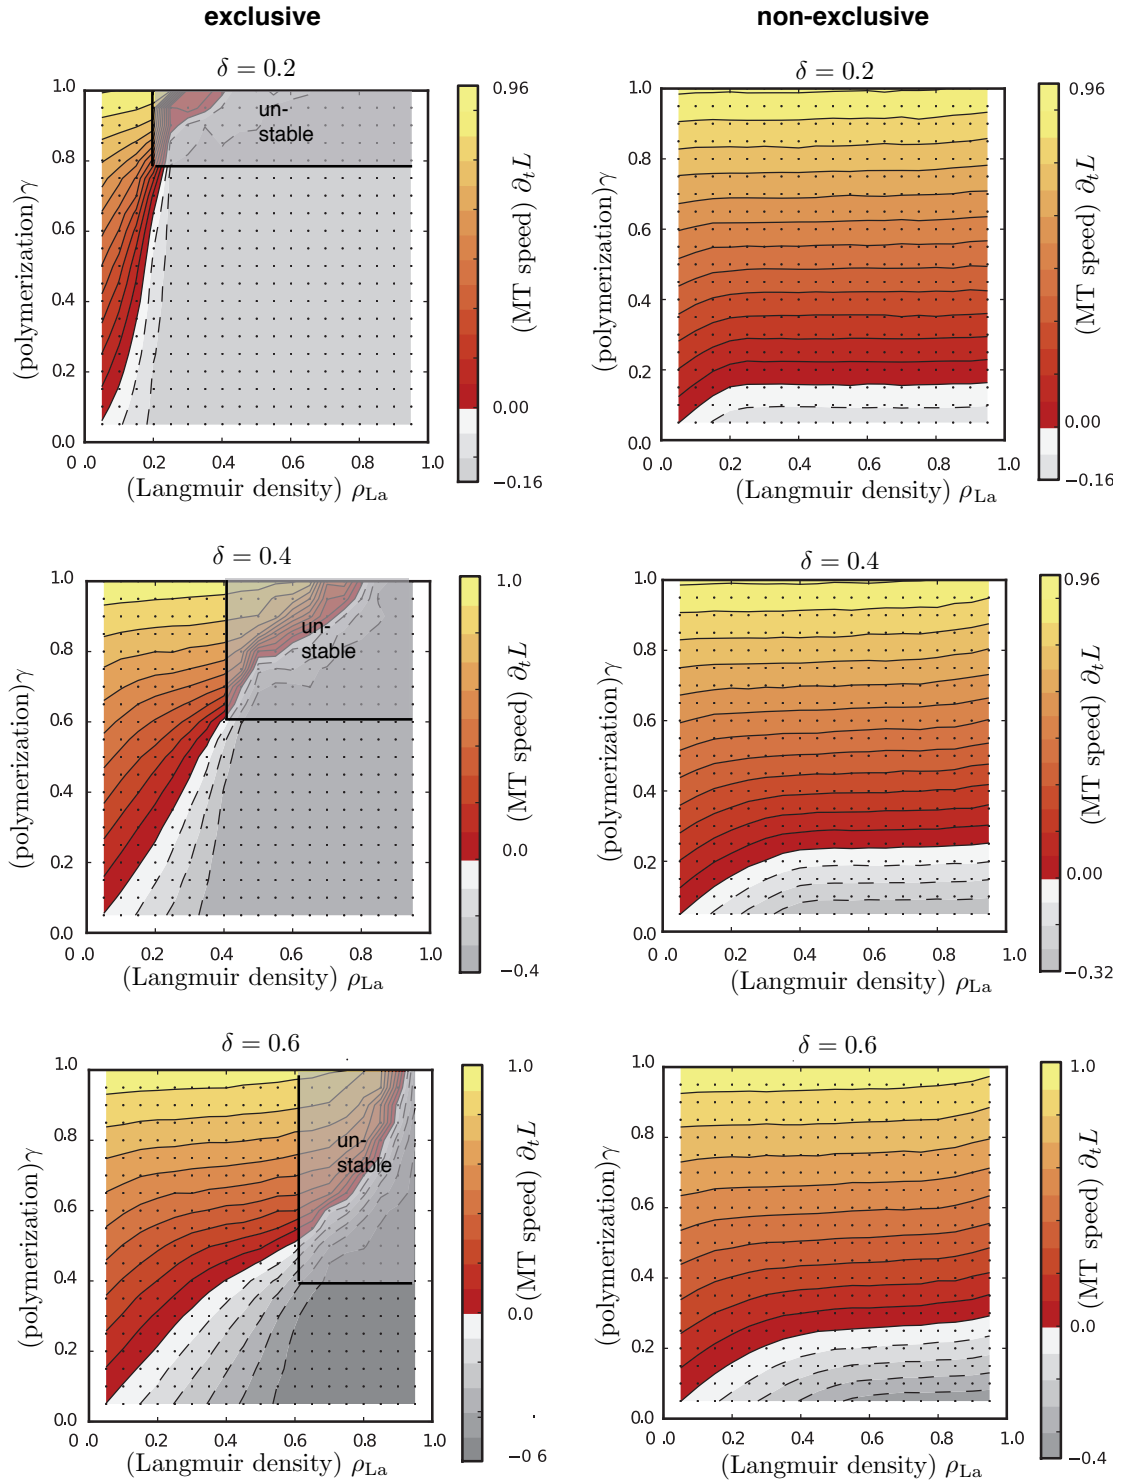 exclusive
non-exclusive
δ = 0.2
1.0
0.8
0.6
0.4
0.2
0.0
0.0
0.2
0.4
0.6
0.8
1.0
(polymerization)γ
(Langmuir density) ρLa
un-
stable
0.96
0.00
−0.16
(MT speed) ∂tL
δ = 0.2
1.0
0.8
0.6
0.4
0.2
0.0
0 .0
0.2
0.4
0.6
0.8
1.0
(polymerization)γ
(Langmuir density) ρLa
0.96
0.00
−0.16
(MT speed) ∂tL
δ = 0.4
1.0
0.8
0.6
0.4
0.2
0.0
0 .0
0.2
0.4
0.6
0.8
1.0
(polymerization)γ
(Langmuir density) ρLa
un-
stable
1.0
0.0
−0.4
(MT speed) ∂tL
δ = 0.4
1.0
0.8
0.6
0.4
0.2
0.0
0 .0
0.2
0.4
0.6
0.8
1.0
(polymerization)γ
(Langmuir density) ρLa
0.96
0.00
−0.32
(MT speed) ∂tL
δ = 0.6
1.0
0.8
0.6
0.4
0.2
0.0
0 .0
0.2
0.4
0.6
0.8
1.0
(polymerization)γ
(Langmuir density) ρLa
un-
stable
1.0
0.0
−0 6
(MT speed) ∂tL
δ = 0.6
1.0
0.8
0.6
0.4
0.2
0.0
0 .0
0.2
0.4
0.6
0.8
1.0
(polymerization)γ
(Langmuir density) ρLa
1.0
0.0
−0.4
(MT speed) ∂tL